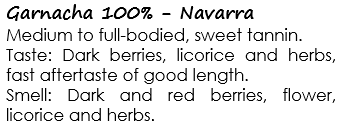 Garnacha 100% - Navarra
Medium to full-bodied, sweet tannin.
Taste: Dark berries, licorice and herbs,
fast aftertaste of good length.
Smell: Dark and red berries, flower,
licorice and herbs.